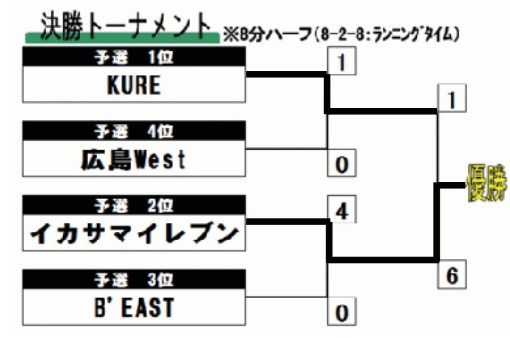 決勝トーナメント ※8分ハーフ(8-2-8:ランニングタイム)
予選 1位
KURE
1
1
予選 4位
広島West
0
優勝
予選 2位
イカサマイレブン
4
6
予選 3位
B'EAST
0